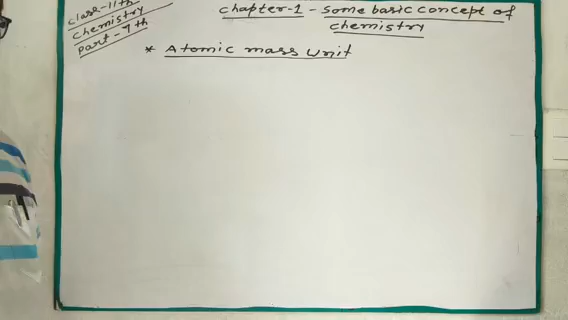 class-11th
chemistry
part-7th
chapter-1 - some basic concept of
chemistry
* Atomic mass unit